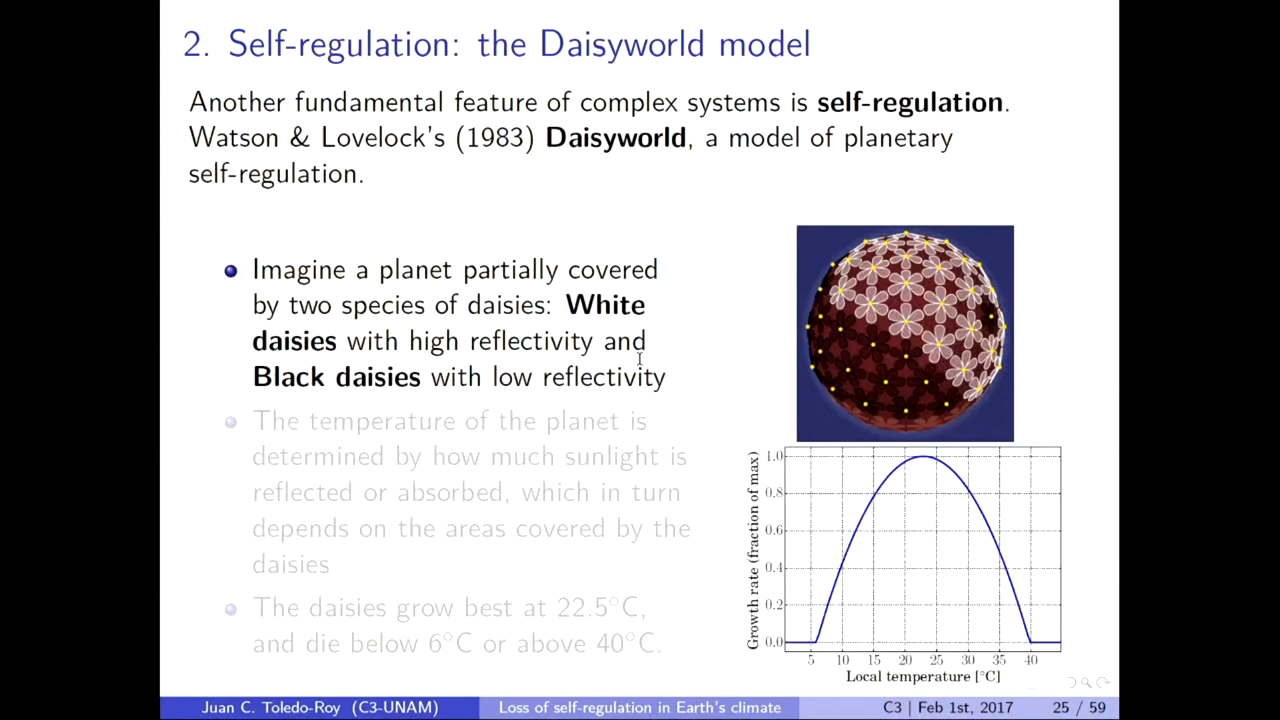 2. Self-regulation: the Daisyworld model
Another fundamental feature of complex systems is self-regulation.
Watson & Lovelock's (1983) Daisyworld, a model of planetary
self-regulation.
Imagine a planet partially covered
by two species of daisies: White
daisies with high reflectivity and
Black daisies with low reflectivity
The temperature of the planet is
determined by how much sunlight is
reflected or absorbed, which in turn
depends on the areas covered by the
daisies
The daisies grow best at 22.5°C,
and die below 6°C or above 40°C.
Growth rate (fraction of max)
1.0
0.8
0.6
0.4
0.2
0.0
5 10 15 20 25 30 35 40
Local temperature [°C]
Juan C. Toledo-Roy (C3-UNAM) Loss of self-regulation in Earth's climate C3 | Feb 1st, 2017 25 / 59